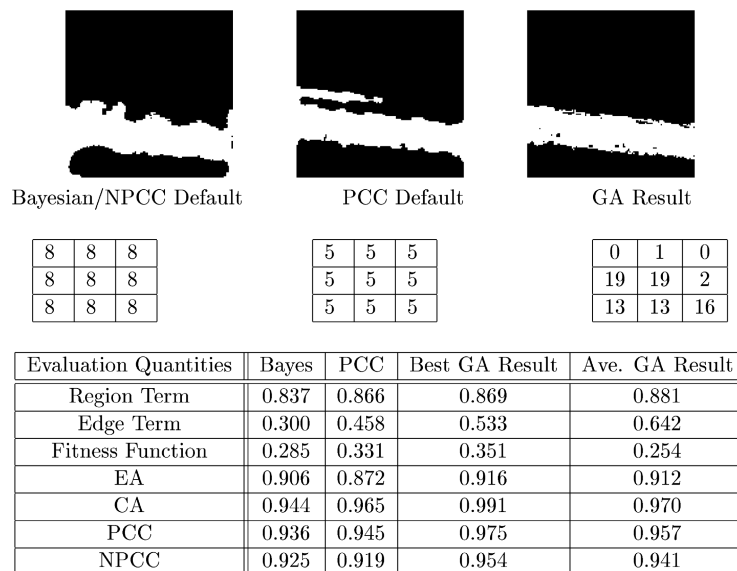 Bayesian/NPCC Default PCC Default GA Result
8 8 8 5 5 5 0 1 0
8 8 8 5 5 5 19 19 2
8 8 8 5 5 5 13 13 16
Evaluation Quantities Bayes PCC Best GA Result Ave. GA Result
Region Term 0.837 0.866 0.869 0.881
Edge Term 0.300 0.458 0.533 0.642
Fitness Function 0.285 0.331 0.351 0.254
EA 0.906 0.872 0.916 0.912
CA 0.944 0.965 0.991 0.970
PCC 0.936 0.945 0.975 0.957
NPCC 0.925 0.919 0.954 0.941